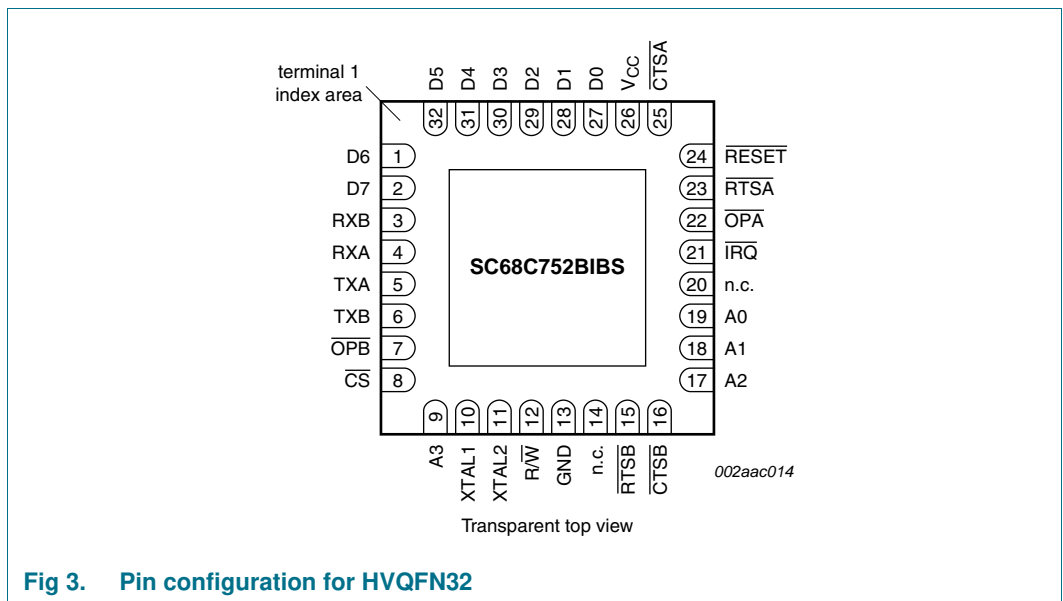 terminal 1
index area
D5
D4
D3
D2
D1
D0
VCC
CTSA
32
31
30
29
28
27
26
25
D6 1
D7 2
RXB 3
RXA 4
TXA 5
TXB 6
OPB 7
CS 8
SC68C752BIBS
24 RESET
23 RTSA
22 OPA
21 IRQ
20 n.c.
19 A0
18 A1
17 A2
9
10
11
12
13
14
15
16
A3
XTAL1
XTAL2
R/W
GND
n.c.
RTSB
CTSB
002aac014
Transparent top view
Fig 3. Pin configuration for HVQFN32